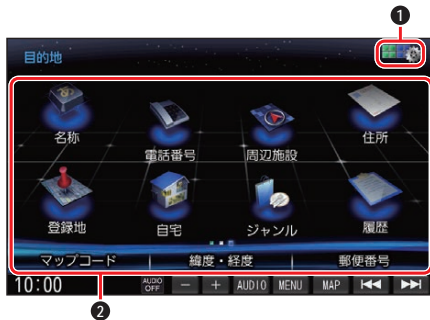 ❶
目的地
名称
電話番号
周辺施設
住所
登録地
自宅
ジャンル
履歴
マップコード
緯度・経度
郵便番号
10:00
AUDIO OFF
−
+
AUDIO
MENU
MAP
❷